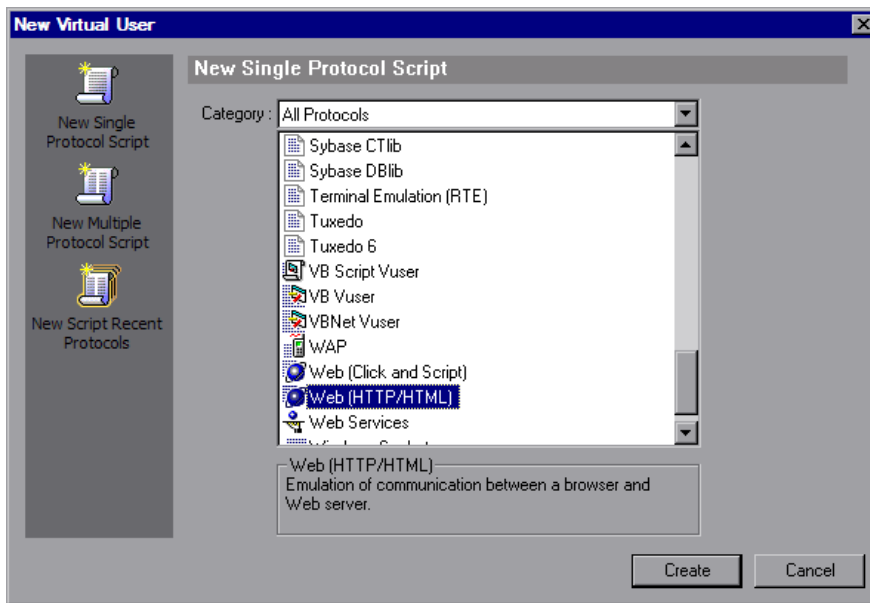 New Virtual User
New Single
Protocol Script
New Multiple
Protocol Script
New Script Recent
Protocols
New Single Protocol Script
Category :
All Protocols
Sybase CTlib
Sybase DBlib
Terminal Emulation (RTE)
Tuxedo
Tuxedo 6
VB Script Vuser
VB Vuser
VBNet Vuser
WAP
Web (Click and Script)
Web (HTTP/HTML)
Web Services
Web (HTTP/HTML)
Emulation of communication between a browser and
Web server.
Create
Cancel